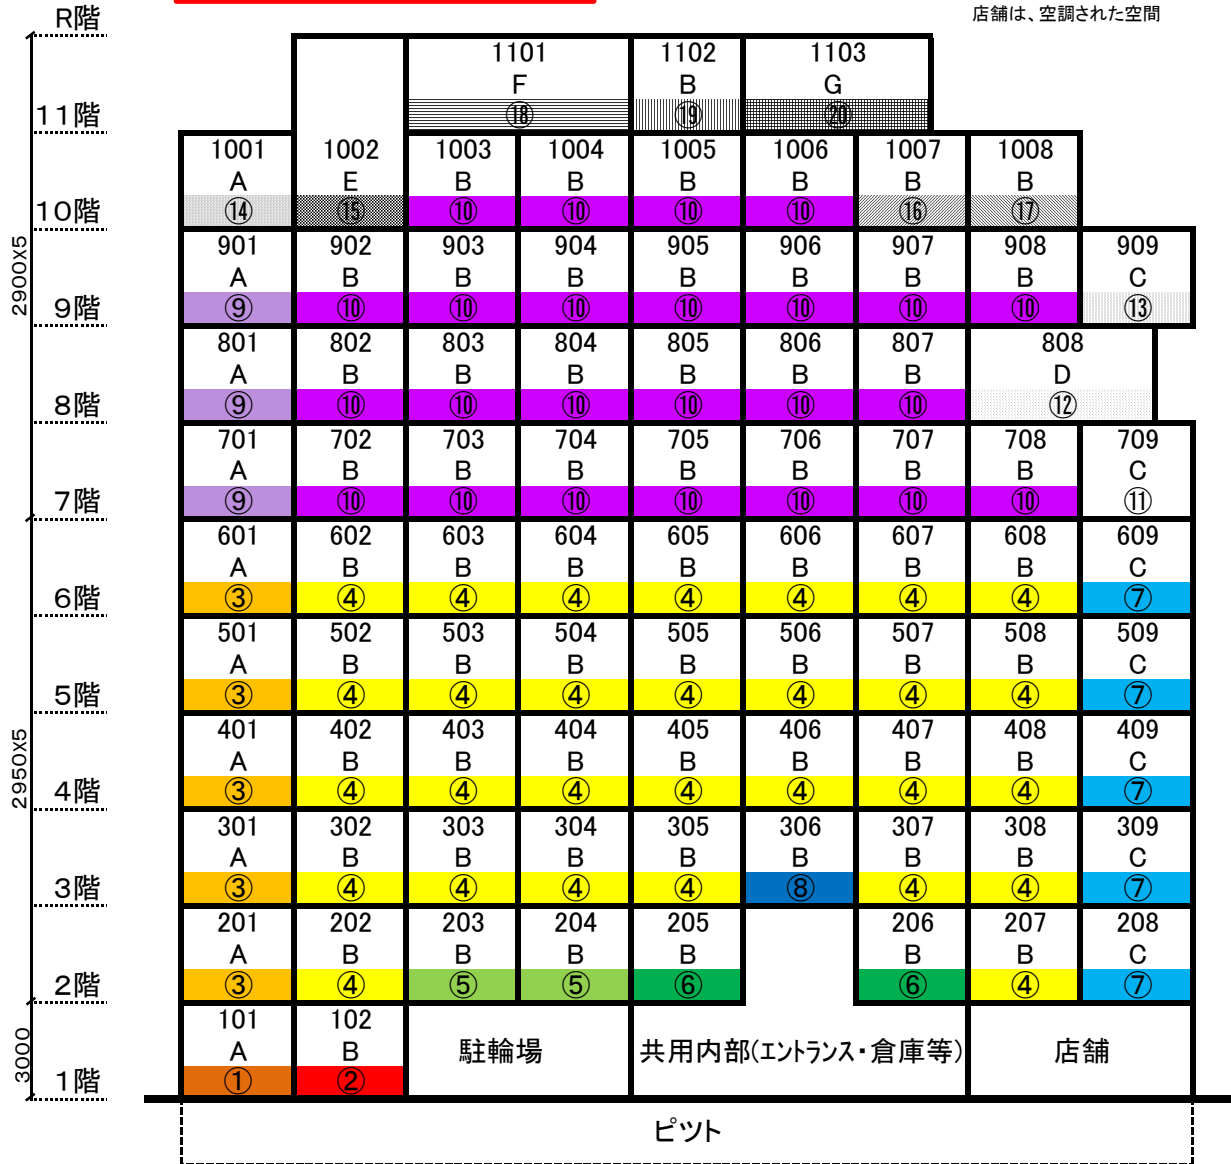 店舗は、空調された空間
R階
1101 1102 1103
F B G
11階 ⑱ ⑲ ⑳
1001 1002 1003 1004 1005 1006 1007 1008
A E B B B B B B
10階 ⑭ ⑮ ⑩ ⑩ ⑩ ⑩ ⑯ ⑰
901 902 903 904 905 906 907 908 909
A B B B B B B B C
9階 ⑨ ⑩ ⑩ ⑩ ⑩ ⑩ ⑩ ⑩ ⑬
2900X5
801 802 803 804 805 806 807 808
A B B B B B B D
8階 ⑨ ⑩ ⑩ ⑩ ⑩ ⑩ ⑩ ⑫
701 702 703 704 705 706 707 708 709
A B B B B B B B C
7階 ⑨ ⑩ ⑩ ⑩ ⑩ ⑩ ⑩ ⑩ ⑪
601 602 603 604 605 606 607 608 609
A B B B B B B B C
6階 ③ ④ ④ ④ ④ ④ ④ ④ ⑦
501 502 503 504 505 506 507 508 509
A B B B B B B B C
5階 ③ ④ ④ ④ ④ ④ ④ ④ ⑦
401 402 403 404 405 406 407 408 409
A B B B B B B B C
4階 ③ ④ ④ ④ ④ ④ ④ ④ ⑦
2950X5
301 302 303 304 305 306 307 308 309
A B B B B B B B C
3階 ③ ④ ④ ④ ④ ⑧ ④ ④ ⑦
201 202 203 204 205 206 207 208
A B B B B B B C
2階 ③ ④ ⑤ ⑤ ⑥ ⑥ ④ ⑦
101 102
A B 駐輪場 共用内部(エントランス・倉庫等) 店舗
1階 ① ②
3000
ピツト